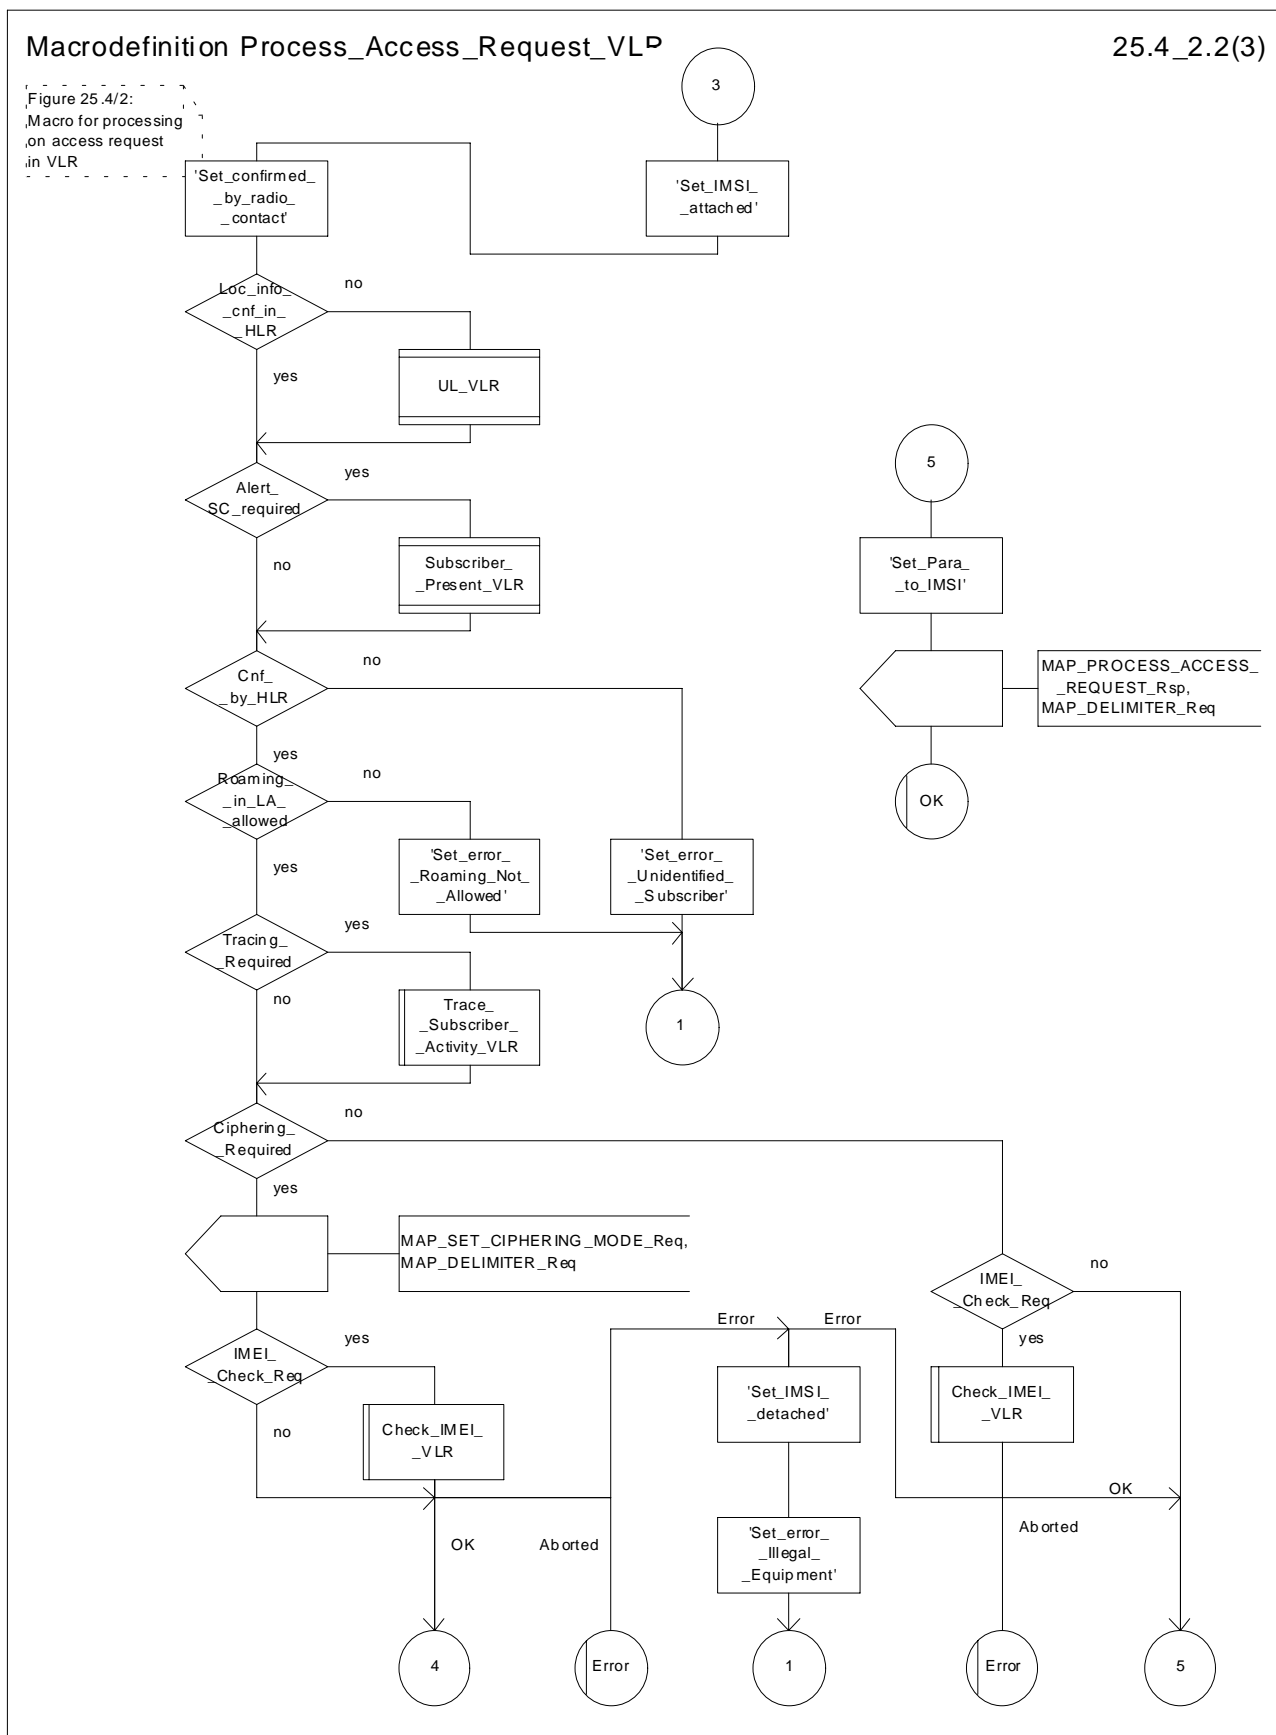 Macrodefinition Process_Access_Request_VLR
25.4_2.2(3)
Figure 25.4/2:
Macro for processing
on access request
in VLR
3
'Set_confirmed_
_by_radio_
_contact'
'Set_IMSI_
_attached'
Loc_info_
_cnf_in_
_HLR
no
yes
UL_VLR
Alert_
SC_required
yes
no
Subscriber_
_Present_VLR
5
'Set_Para_
_to_IMSI'
Cnf_
_by_HLR
no
yes
MAP_PROCESS_ACCESS_
_REQUEST_Rsp,
MAP_DELIMITER_Req
OK
Roaming_
_in_LA_
_allowed
no
yes
'Set_error_
_Roaming_Not_
_Allowed'
'Set_error_
_Unidentified_
_Subscriber'
Tracing_
_Required
yes
no
Trace_
_Subscriber_
_Activity_VLR
1
Ciphering_
_Required
no
yes
MAP_SET_CIPHERING_MODE_Req,
MAP_DELIMITER_Req
IMEI_
_Check_Req
no
yes
Error
Error
IMEI_
_Check_Req
yes
no
Check_IMEI_
_VLR
'Set_IMSI_
_detached'
Check_IMEI_
_VLR
OK
OK
Aborted
'Set_error_
_Illegal_
_Equipment'
Aborted
4
Error
1
Error
5